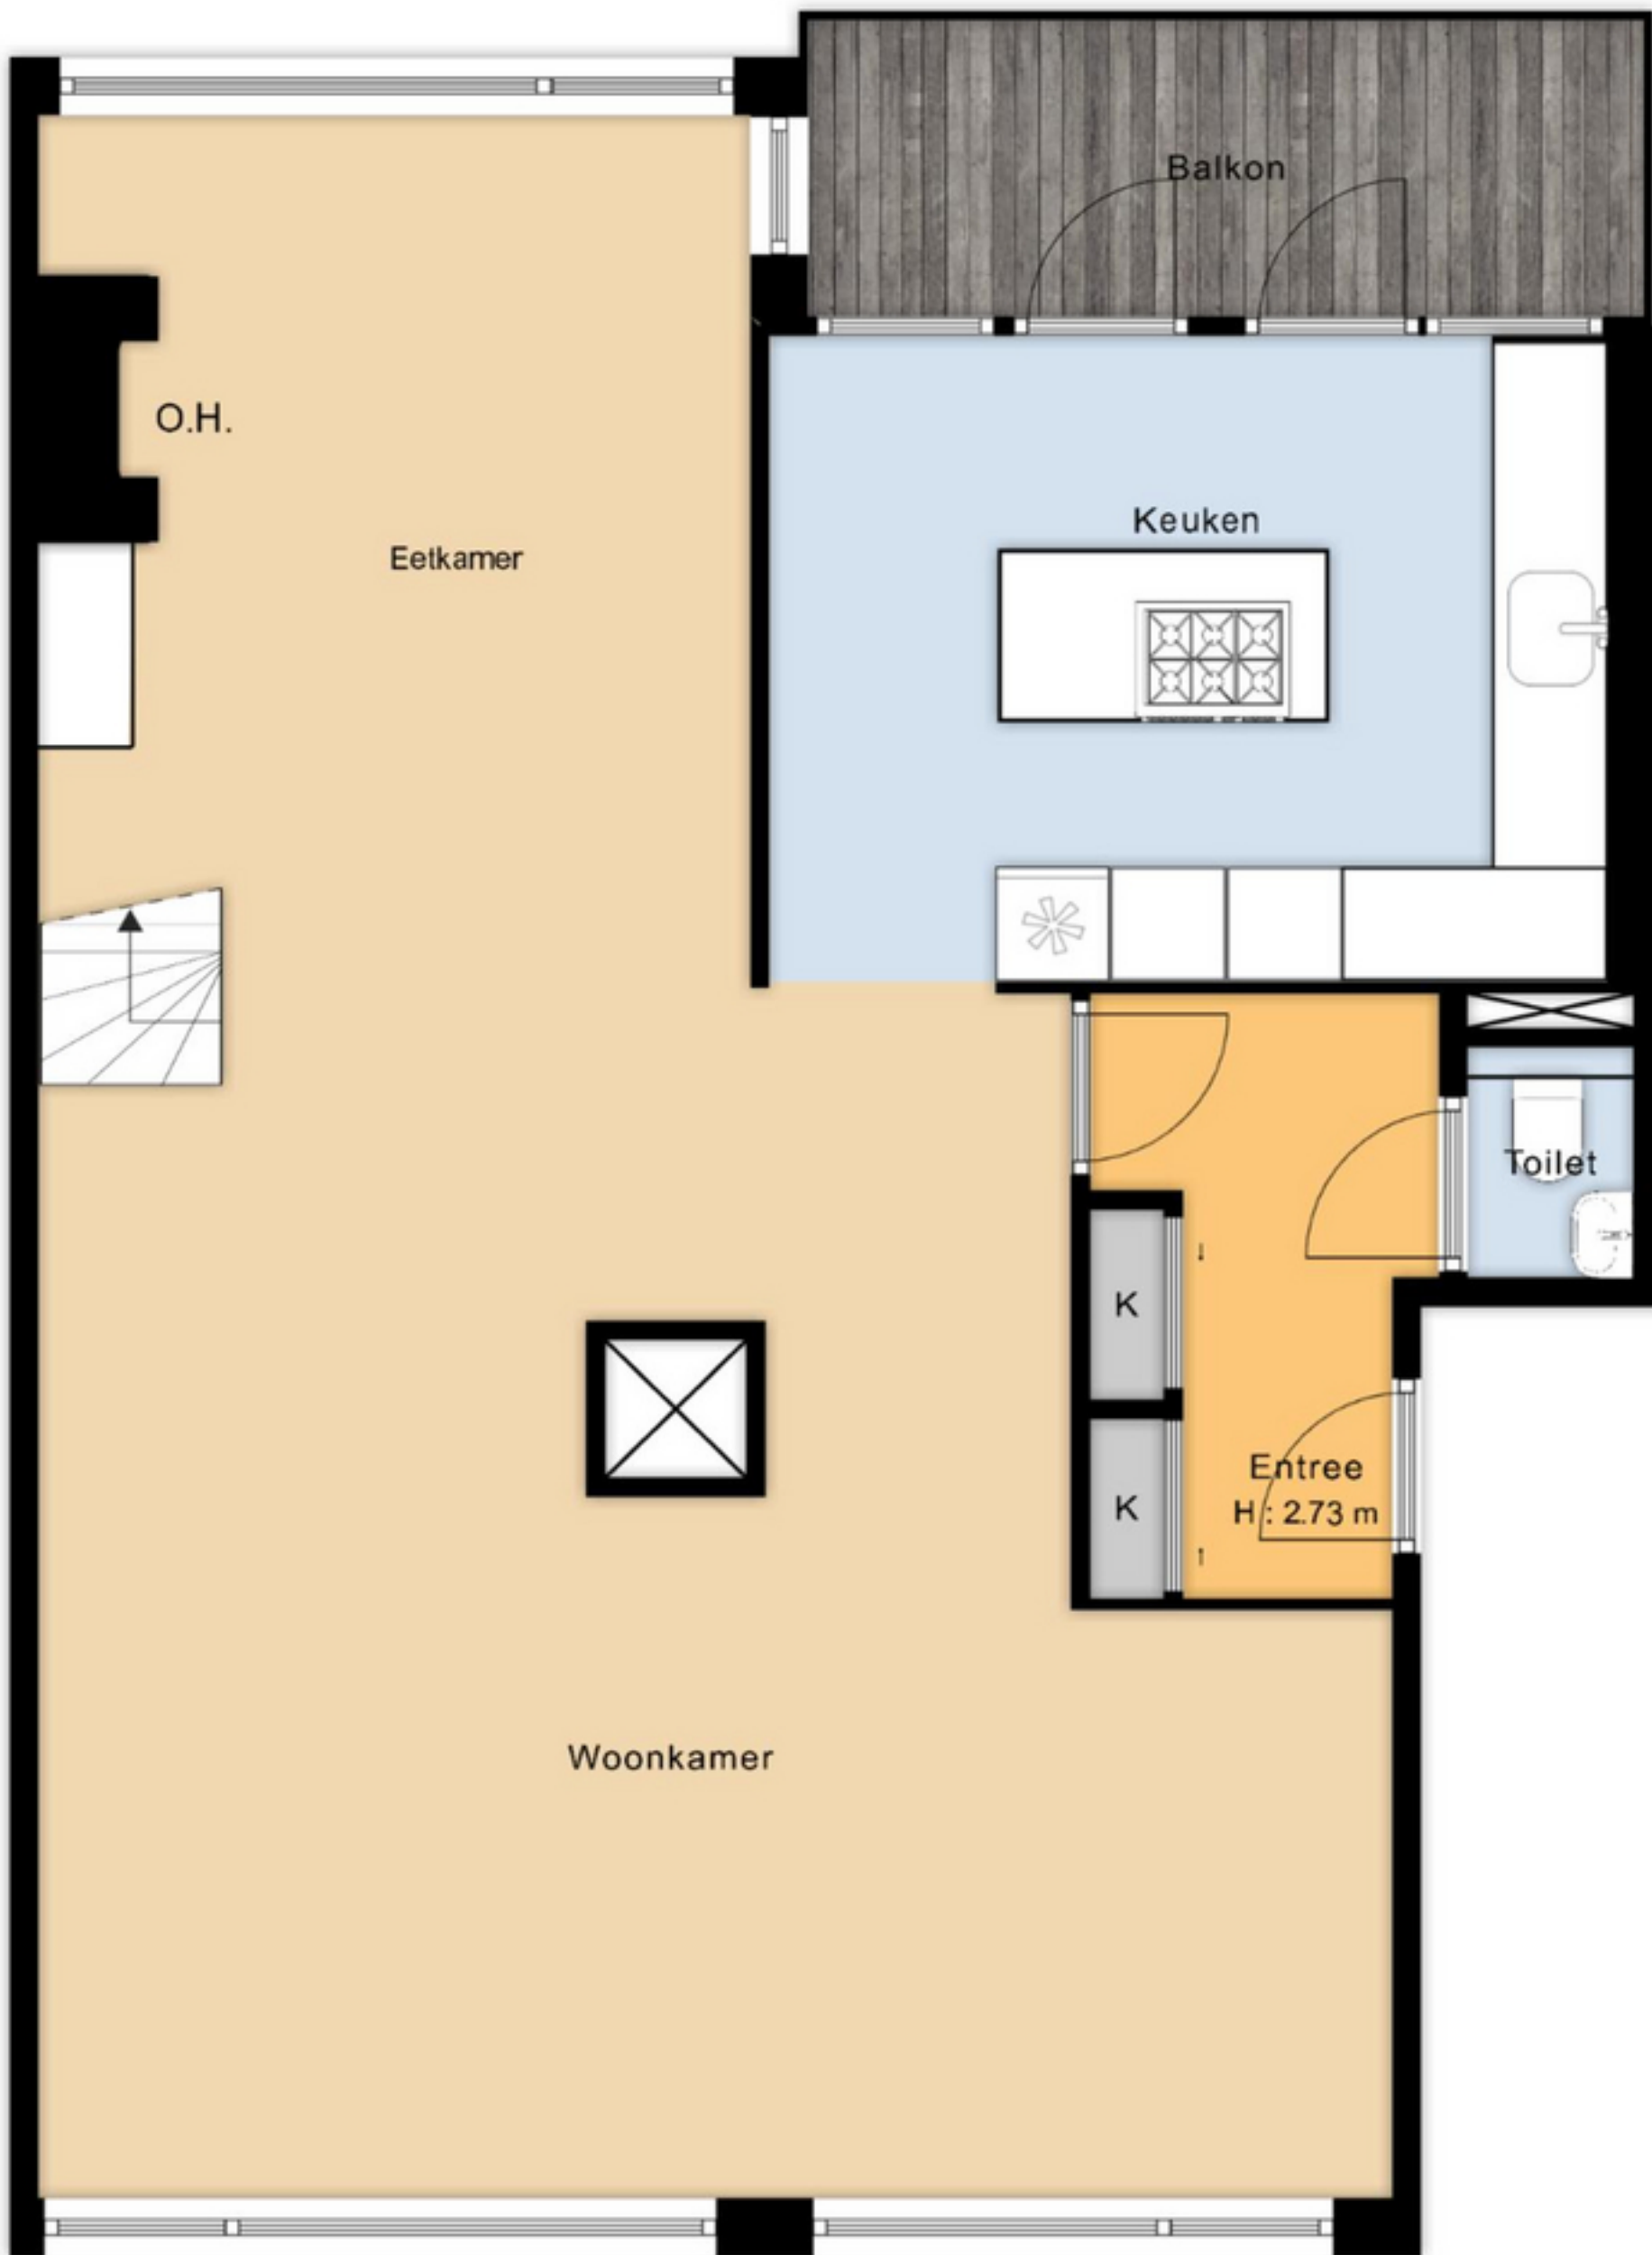 Balkon
O.H.
Keuken
Eetkamer
Toilet
K
Entree
H : 2.73 m
K
Woonkamer